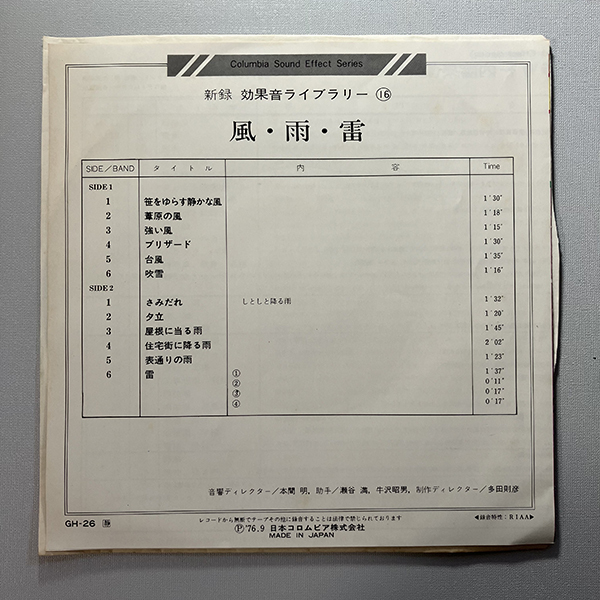 Columbia Sound Effect Series
新録 効果音ライブラリー ⑯
風・雨・雷
SIDE/BAND タイトル 内容 Time
SIDE 1
1 笹をゆらす静かな風 1'30"
2 葦原の風 1'18"
3 強い風 1'15"
4 ブリザード 1'30"
5 台風 1'35"
6 吹雪 1'16"
SIDE 2
1 さみだれ しとしと降る雨 1'32"
2 夕立 1'20"
3 屋根に当る雨 1'45"
4 住宅街に降る雨 2'02"
5 表通りの雨 1'23"
6 雷 ① 1'37"
② 0'11"
③ 0'17"
④ 0'17"
音響ディレクター/本間 明, 助手/瀬谷 満, 牛沢昭男, 制作ディレクター/多田則彦
GH-26
レコードから無断でテープその他に録音することは法律で禁じられております
Ⓟ'76.9 日本コロムビア株式会社
MADE IN JAPAN
◀録音特性：RIAA▶